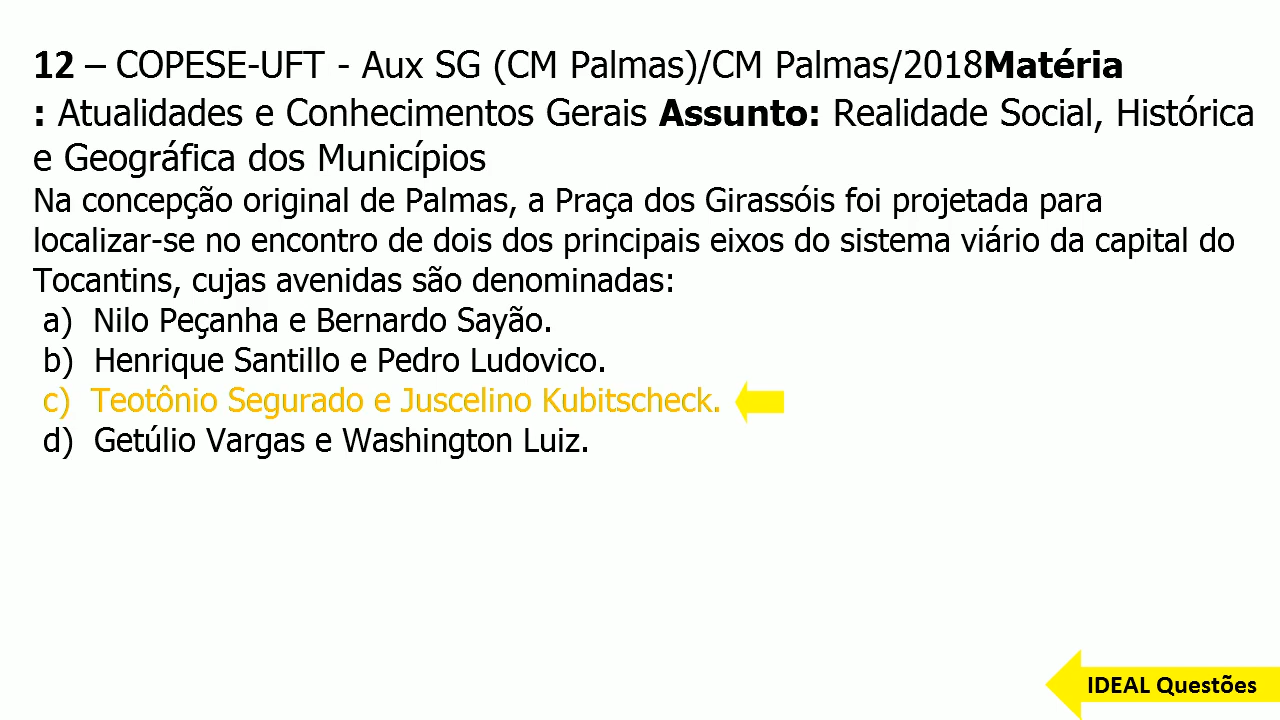 12 – COPESE-UFT - Aux SG (CM Palmas)/CM Palmas/2018Matéria
: Atualidades e Conhecimentos Gerais Assunto: Realidade Social, Histórica
e Geográfica dos Municípios
Na concepção original de Palmas, a Praça dos Girassóis foi projetada para
localizar-se no encontro de dois dos principais eixos do sistema viário da capital do
Tocantins, cujas avenidas são denominadas:
a) Nilo Peçanha e Bernardo Sayão.
b) Henrique Santillo e Pedro Ludovico.
c) Teotônio Segurado e Juscelino Kubitscheck.
d) Getúlio Vargas e Washington Luiz.
IDEAL Questões